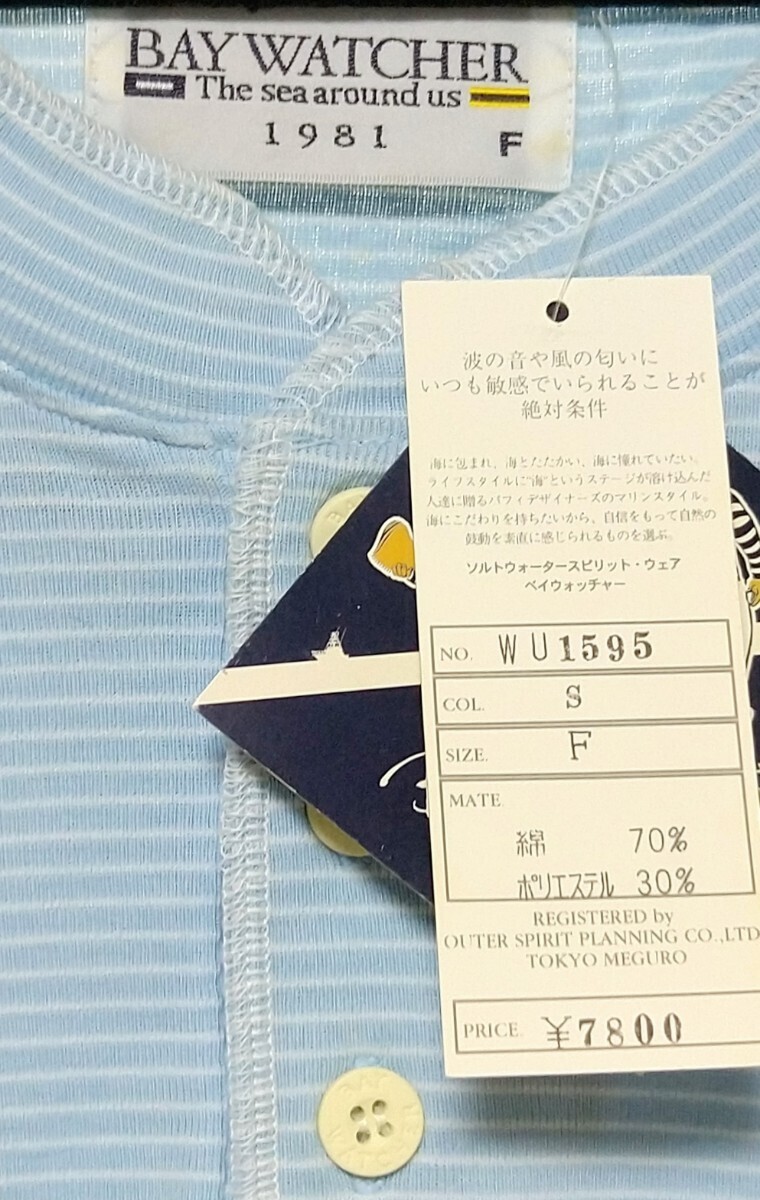 BAY WATCHER
The sea around us
1981 F
波の音や風の匂いに
いつも敏感でいられることが
絶対条件
海に包まれ、海とたたかい、海に憧れていたい。
ライフスタイルに"海"というステージが溶け込んだ
人達に贈るパフィデザイナーズのマリンスタイル。
海にこだわりを持ちたいから、自信をもって自然の
鼓動を素直に感じられるものを選ぶ。
ソルトウォータースピリット・ウェア
ベイウォッチャー
NO. WU1595
COL. S
SIZE. F
MATE.
綿 70%
ポリエステル 30%
REGISTERED by
OUTER SPIRIT PLANNING CO.,LTD
TOKYO MEGURO
PRICE. ¥7800